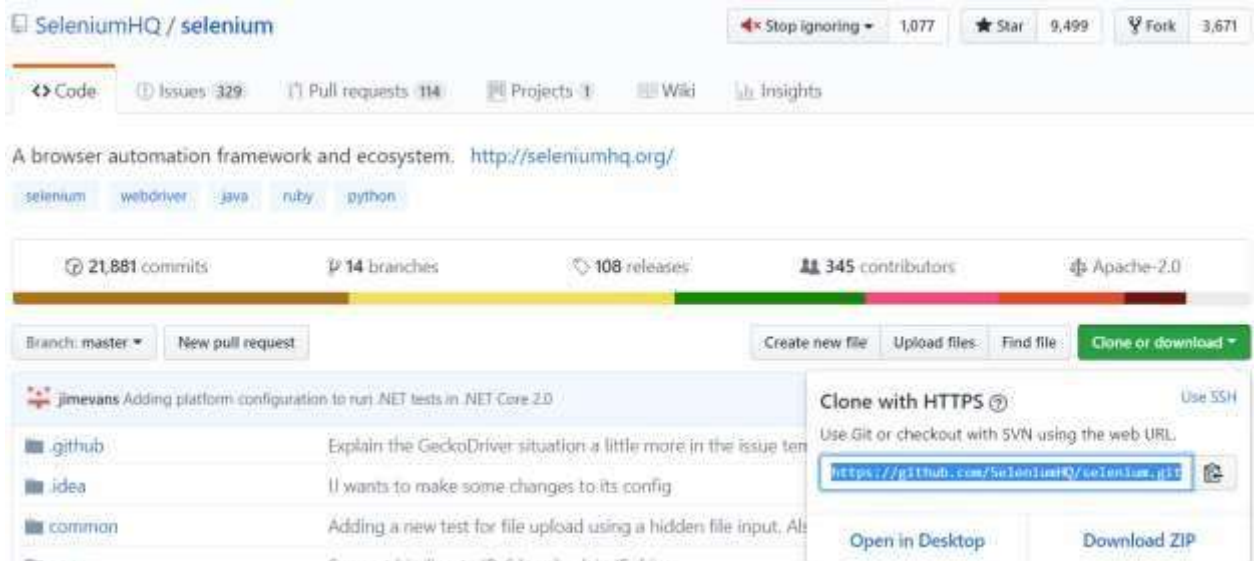 SeleniumHQ / selenium
Stop ignoring 1,077 Star 9,499 Fork 3,671
Code Issues 329 Pull requests 114 Projects 1 Wiki Insights
A browser automation framework and ecosystem. http://seleniumhq.org/
selenium webdriver java ruby python
21,881 commits 14 branches 108 releases 345 contributors Apache-2.0
Branch: master New pull request Create new file Upload files Find file Clone or download
jimevans Adding platform configuration to run .NET tests in .NET Core 2.0
Clone with HTTPS Use SSH
Use Git or checkout with SVN using the web URL.
https://github.com/SeleniumHQ/selenium.git
Open in Desktop Download ZIP
.github Explain the GeckoDriver situation a little more in the issue tem
.idea IJ wants to make some changes to its config
common Adding a new test for file upload using a hidden file input. Als